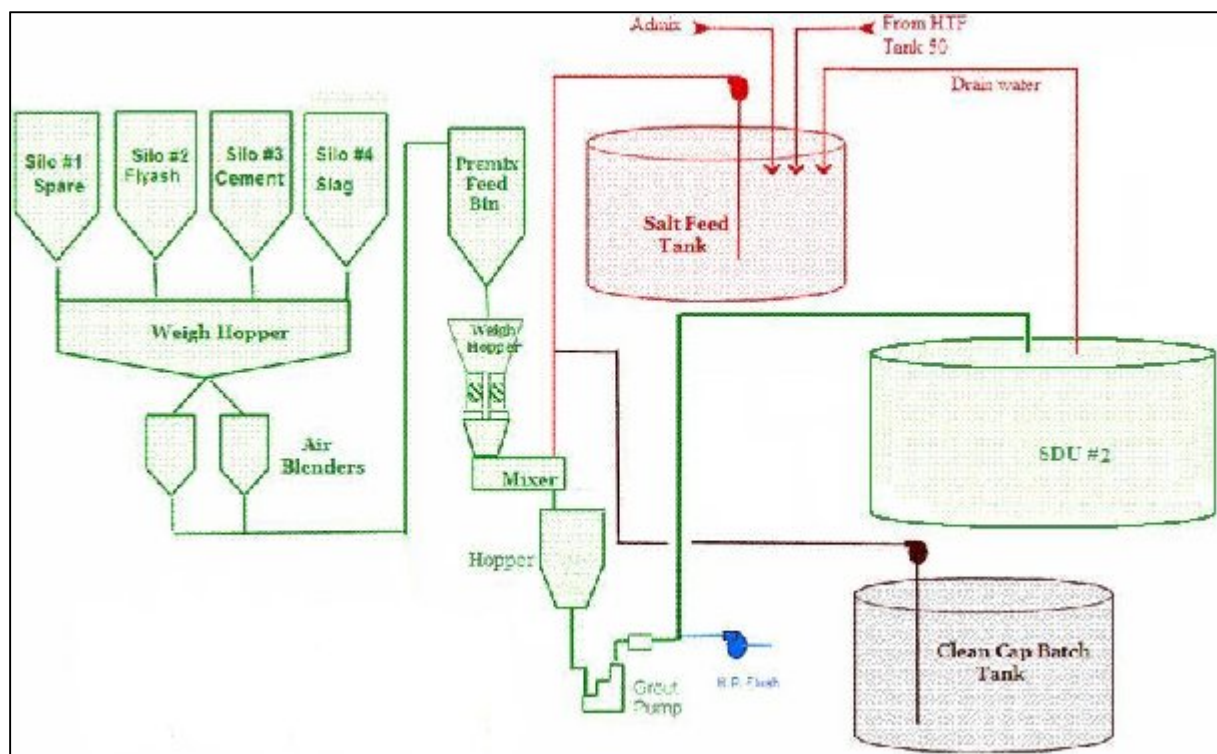 Admix
From HTF
Tank 50
Drain water
Silo #1
Spare
Silo #2
Flyash
Silo #3
Cement
Silo #4
Slag
Premix
Feed
Bin
Salt Feed
Tank
Weigh Hopper
Weigh
Hopper
Air
Blenders
Mixer
SDU #2
Hopper
Clean Cap Batch
Tank
Grout
Pump
H.P. Flush